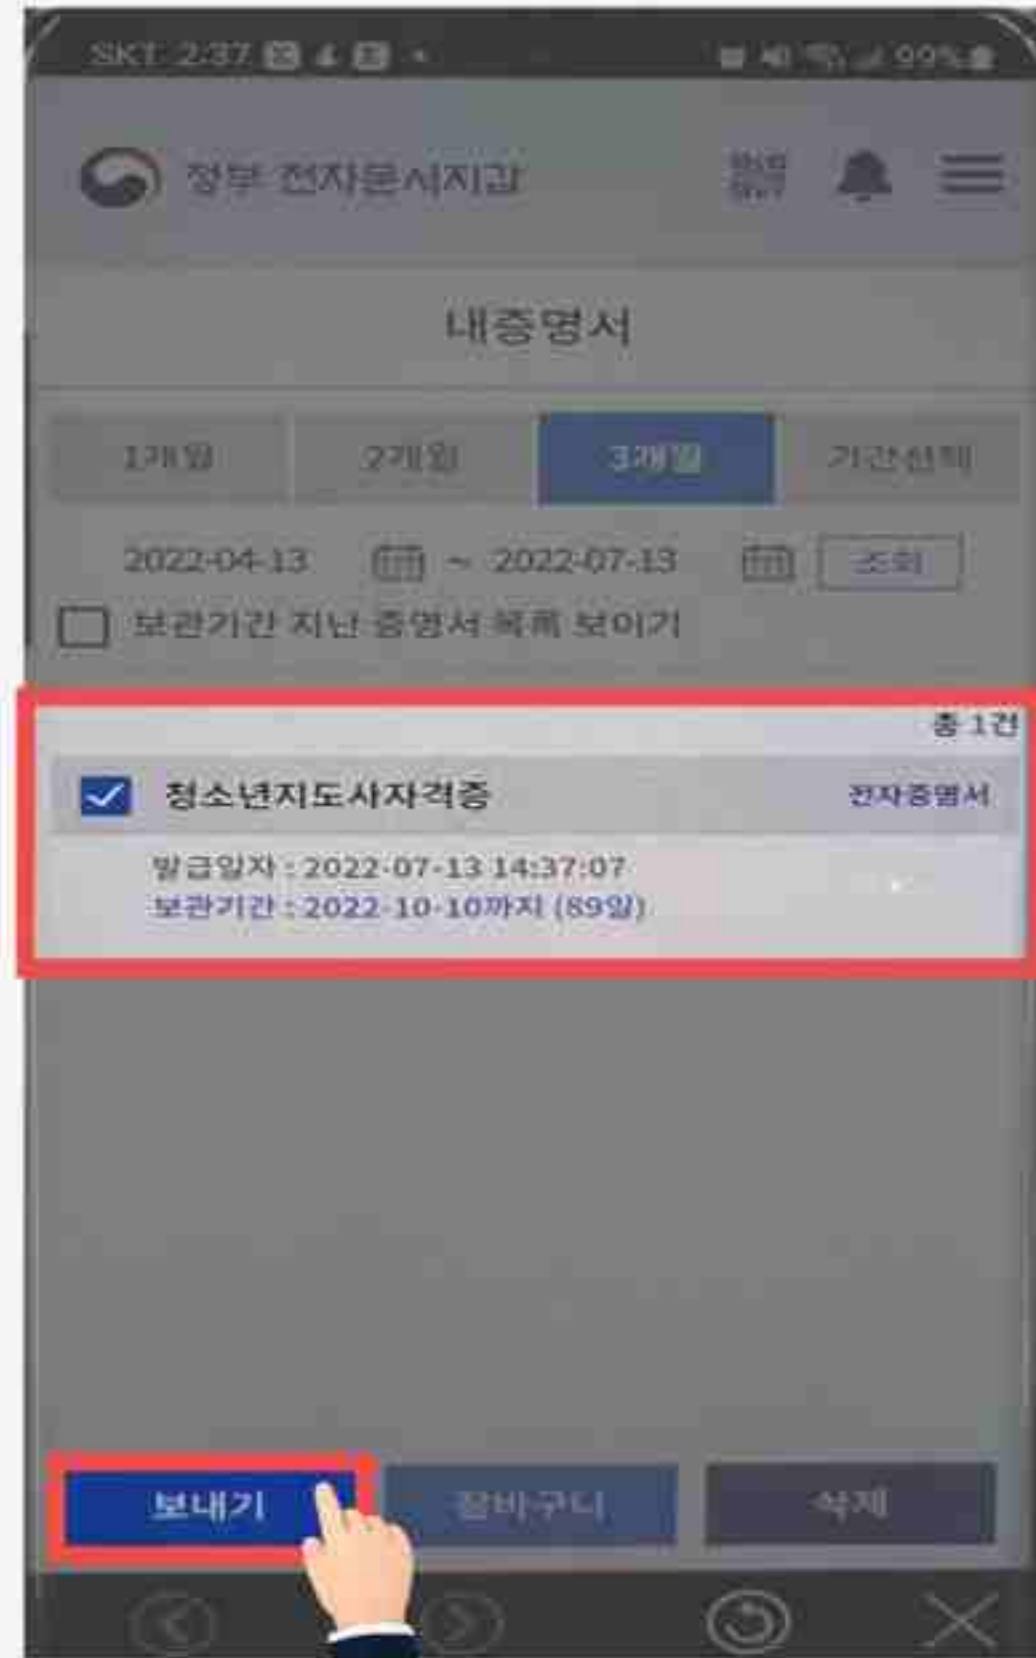 SKT 2:37 99%
정부 전자문서지갑
내증명서
1개월 2개월 3개월 기간선택
2022-04-13 ~ 2022-07-13 조회
보관기간 지난 증명서 목록 보이기
총 1건
청소년지도사자격증 전자증명서
발급일자 : 2022-07-13 14:37:07
보관기간 : 2022-10-10까지 (89일)
보내기 장바구니 삭제